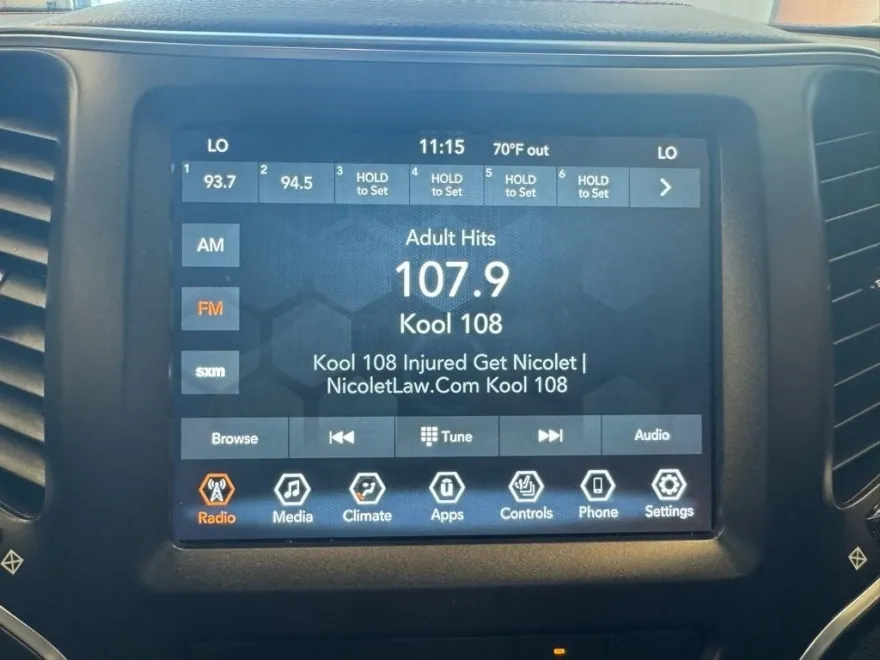 LO 11:15 70°F out LO
1 93.7 2 94.5 3 HOLD to Set 4 HOLD to Set 5 HOLD to Set 6 HOLD to Set >
AM
Adult Hits
107.9
FM
Kool 108
Kool 108 Injured Get Nicolet |
sxm
NicoletLaw.Com Kool 108
Browse Tune Audio
Radio Media Climate Apps Controls Phone Settings